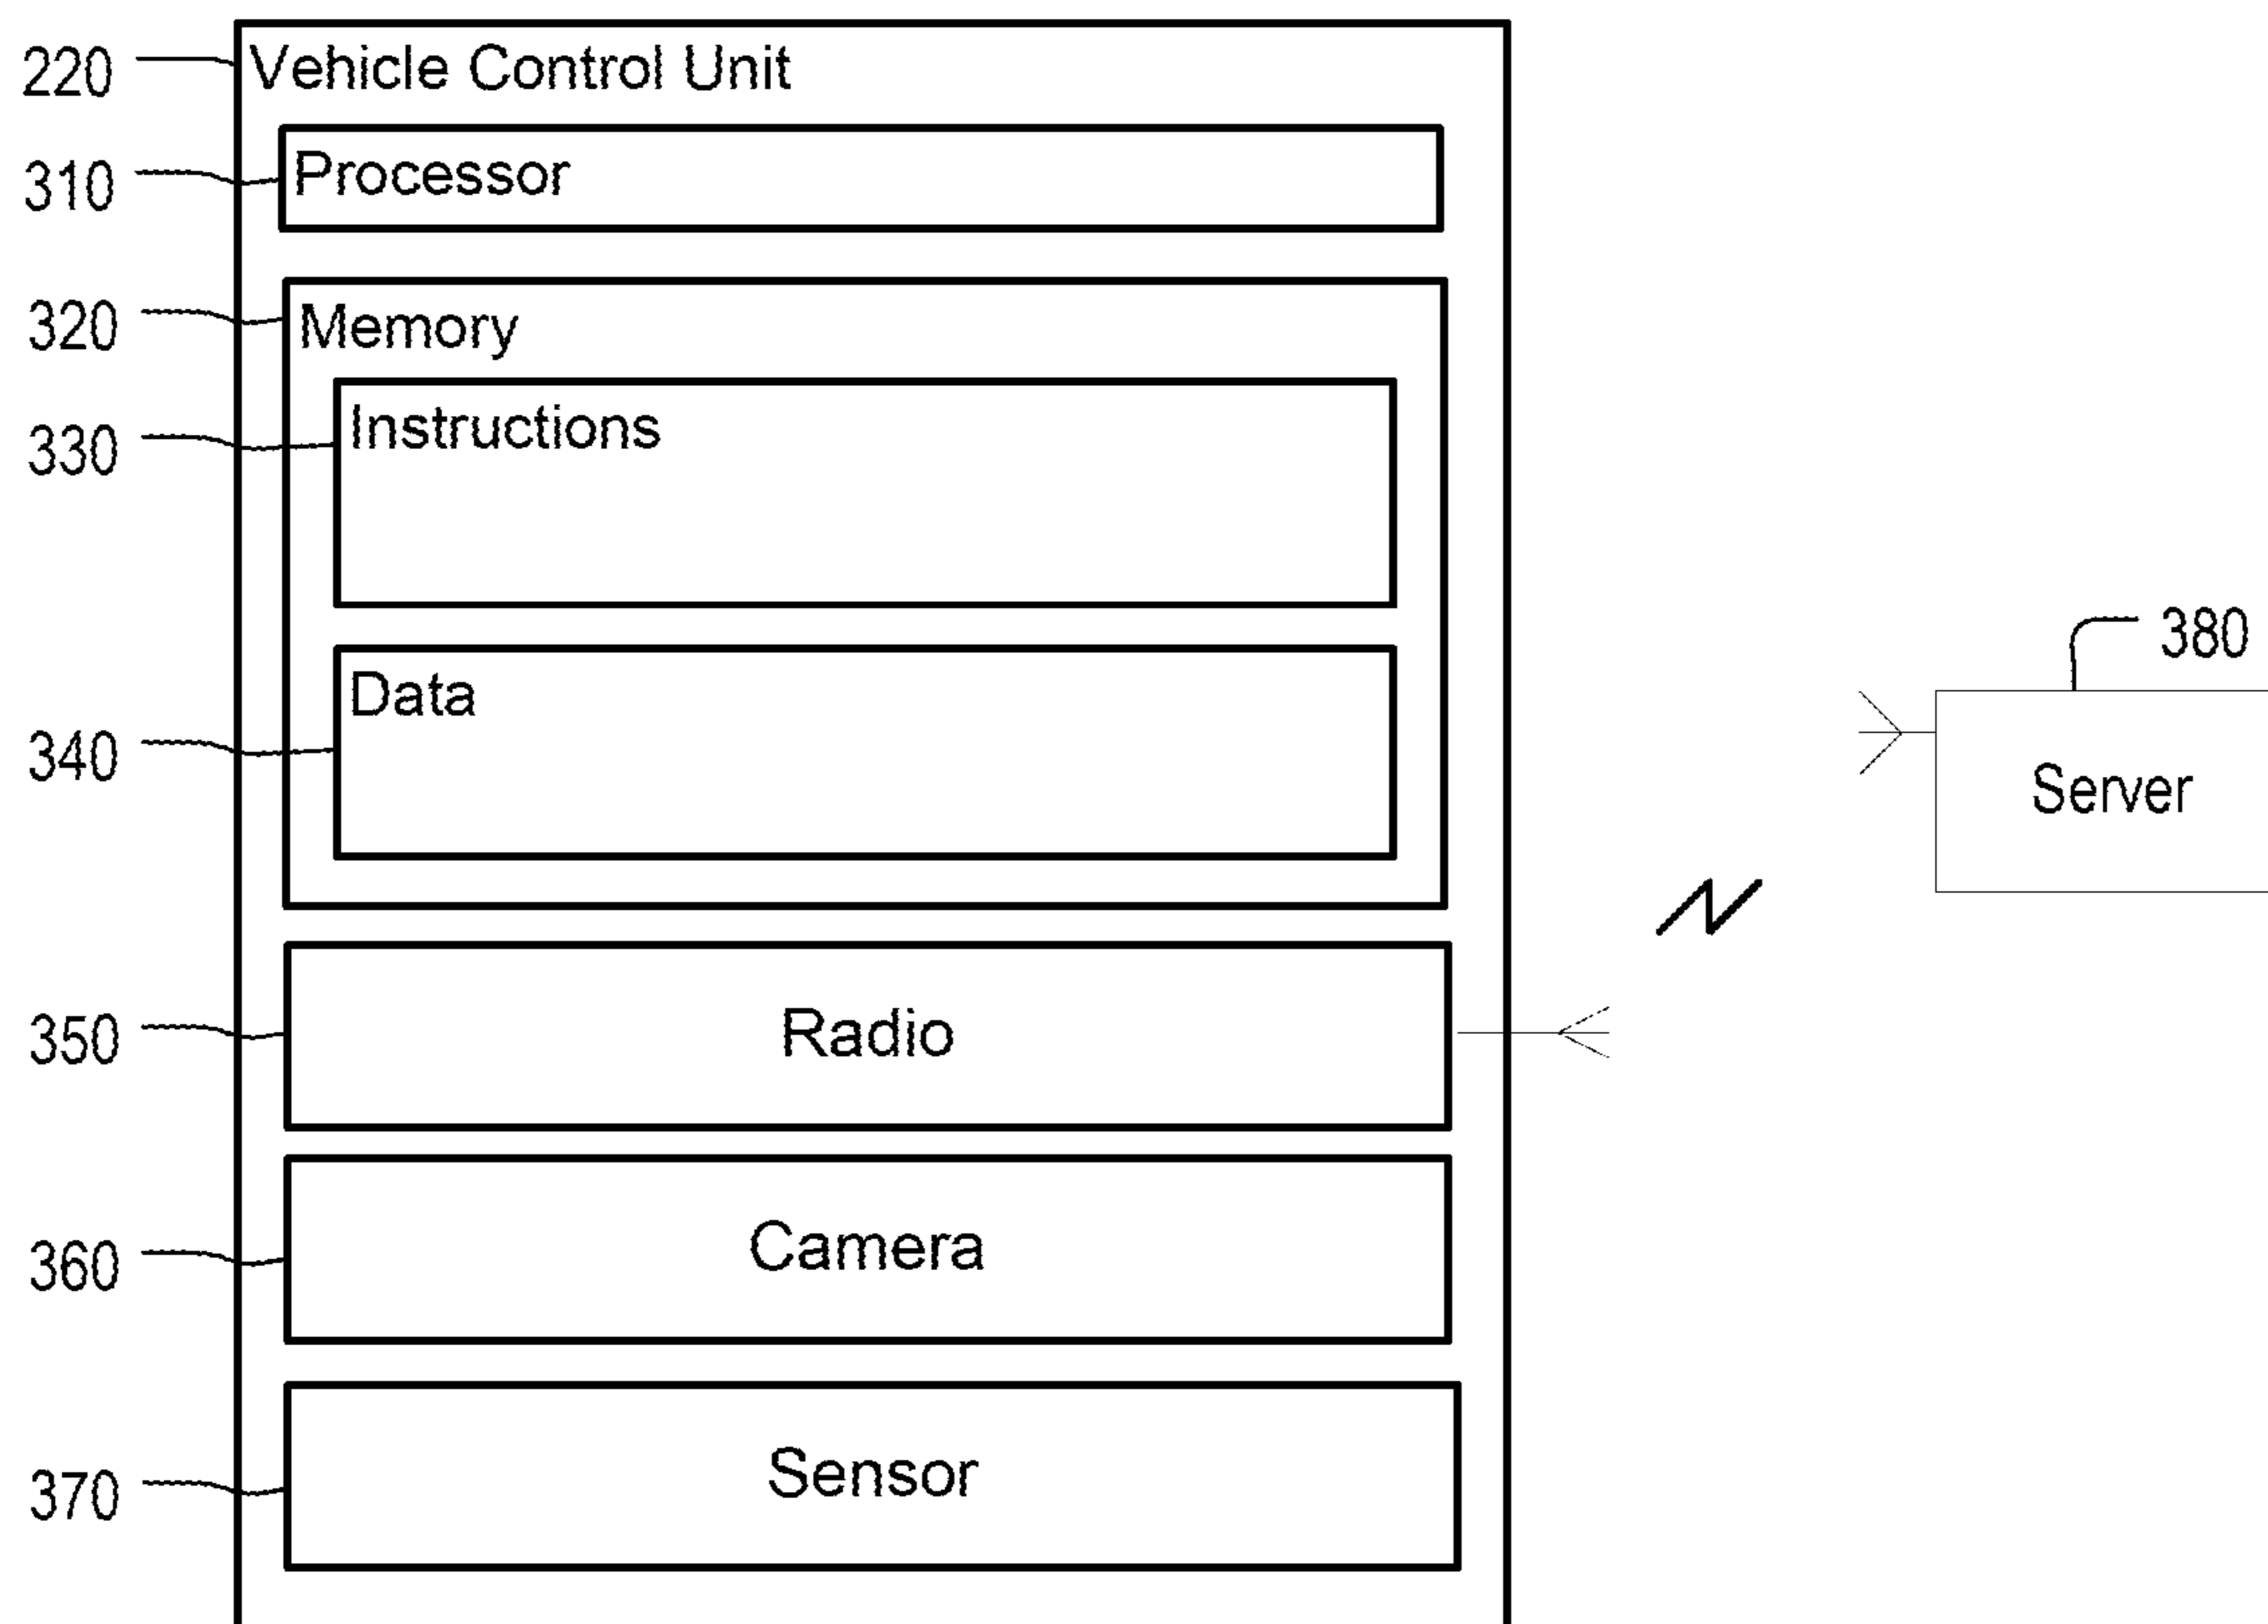 220 Vehicle Control Unit
310 Processor
320 Memory
330 Instructions
380
340 Data
Server
350 Radio
360 Camera
370 Sensor